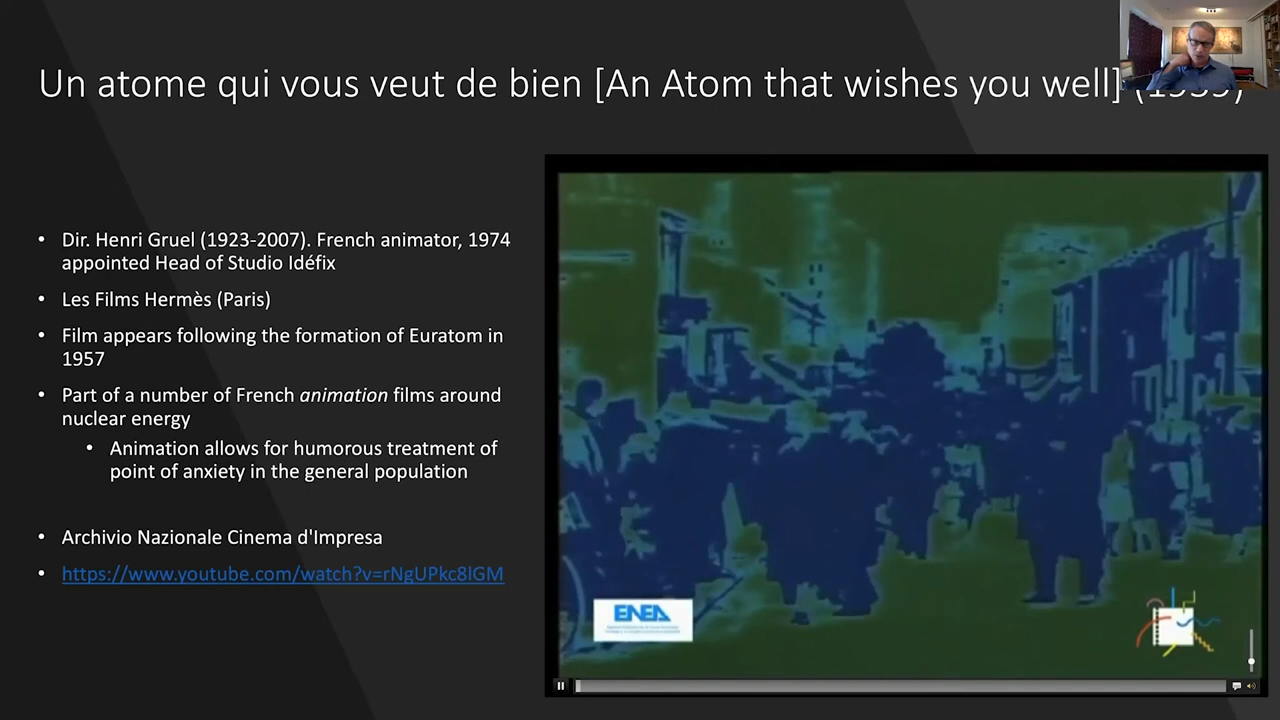 Un atome qui vous veut de bien [An Atom that wishes you well]
• Dir. Henri Gruel (1923-2007). French animator, 1974
appointed Head of Studio Idéfix
• Les Films Hermès (Paris)
• Film appears following the formation of Euratom in
1957
• Part of a number of French animation films around
nuclear energy
• Animation allows for humorous treatment of
point of anxiety in the general population
• Archivio Nazionale Cinema d'Impresa
• https://www.youtube.com/watch?v=rNgUPkc8lGM
ENEA